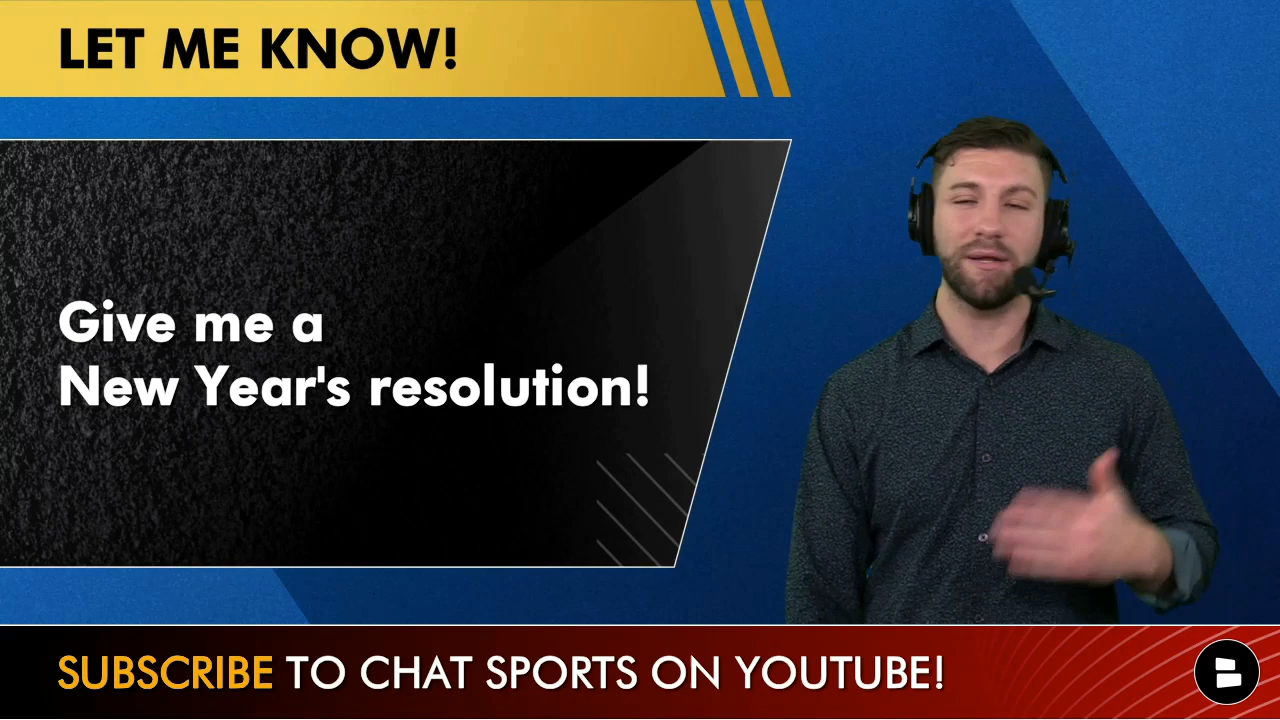 LET ME KNOW!
Give me a
New Year's resolution!
SUBSCRIBE TO CHAT SPORTS ON YOUTUBE!